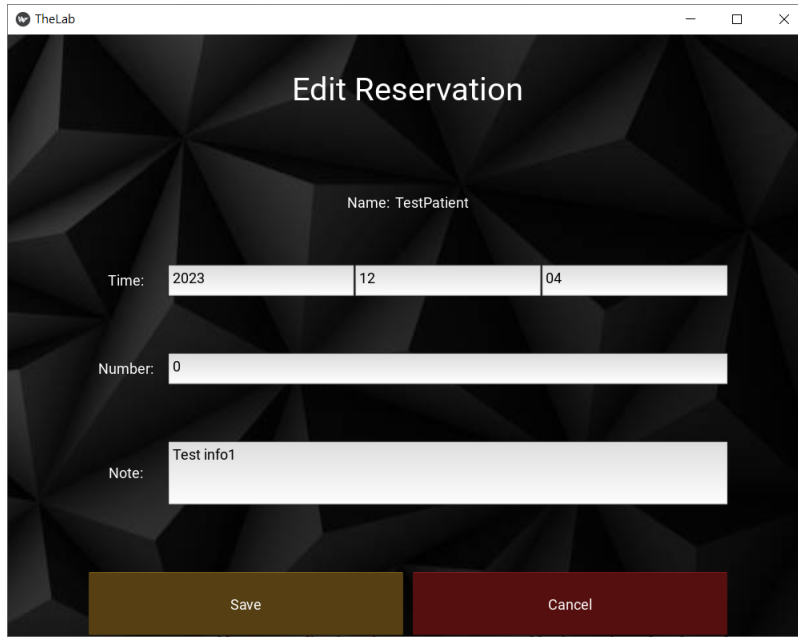 TheLab
Edit Reservation
Name: TestPatient
Time: 2023 12 04
Number: 0
Note: Test info1
Save Cancel